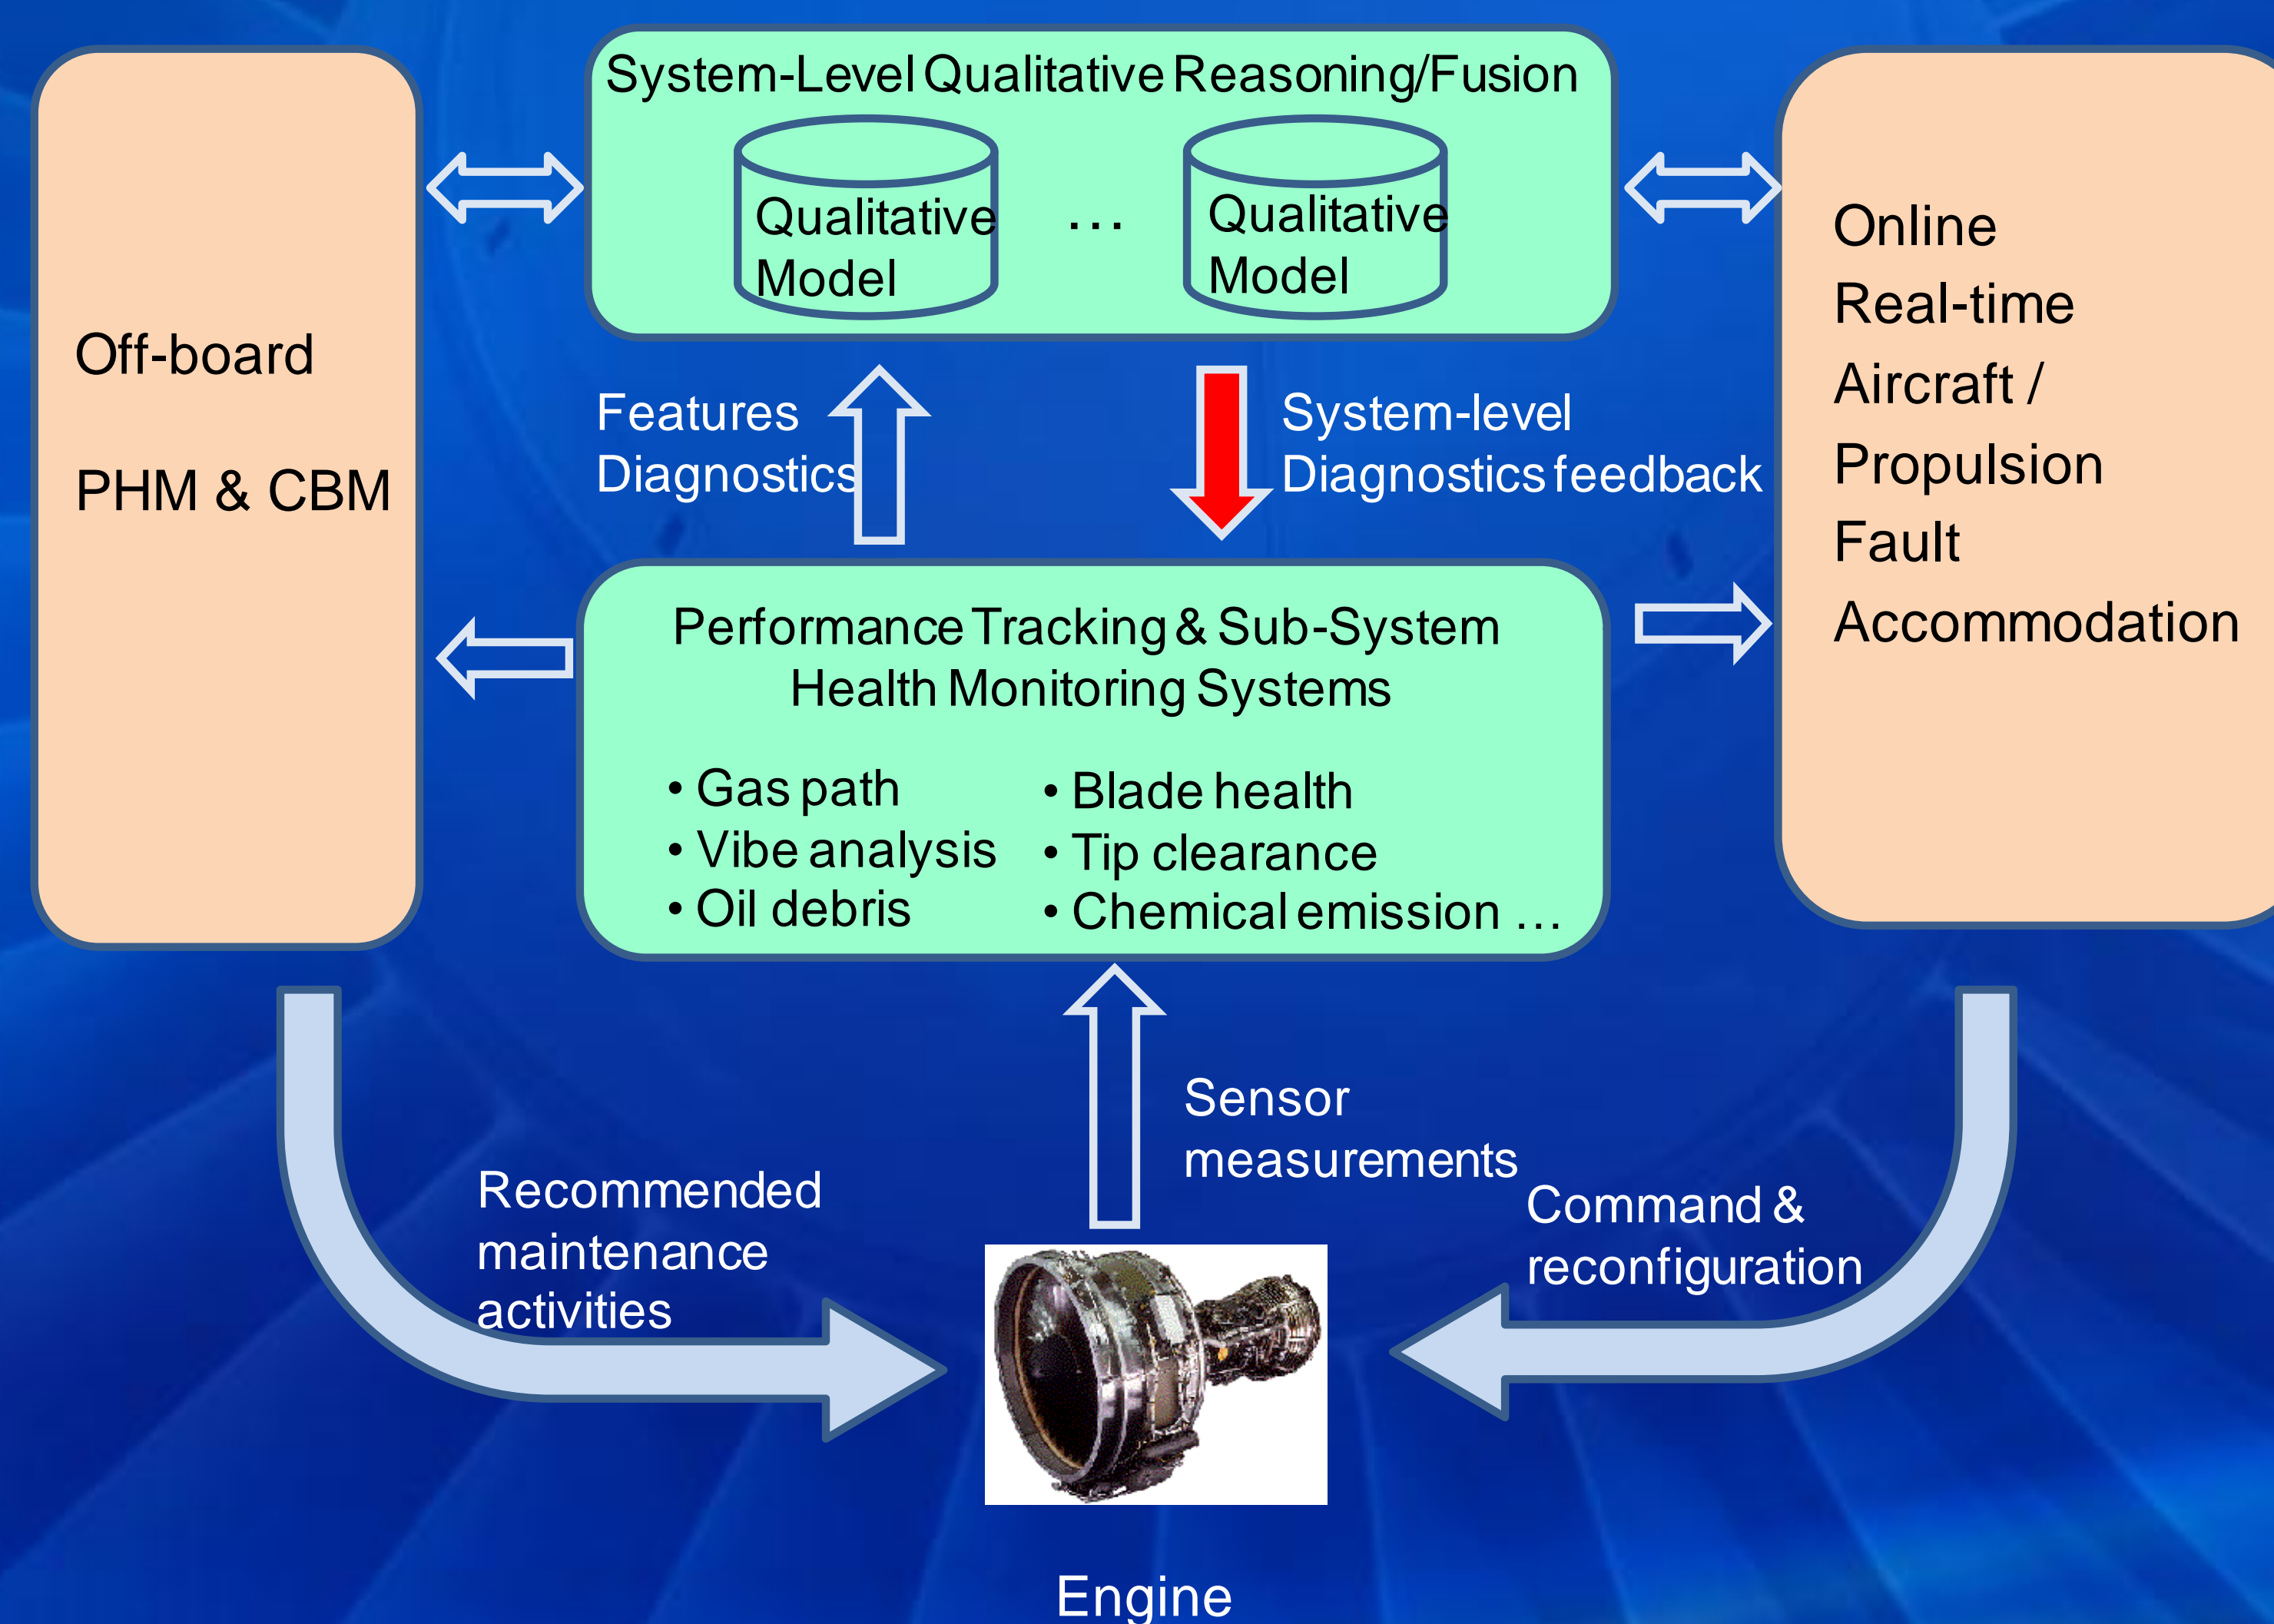 System-Level Qualitative Reasoning/Fusion
Qualitative
Model
...
Qualitative
Model
Off-board
PHM & CBM
Online
Real-time
Aircraft /
Propulsion
Fault
Accommodation
Features
Diagnostics
System-level
Diagnostics feedback
Performance Tracking & Sub-System
Health Monitoring Systems
• Gas path
• Vibe analysis
• Oil debris
• Blade health
• Tip clearance
• Chemical emission ...
Sensor
measurements
Recommended
maintenance
activities
Command &
reconfiguration
Engine